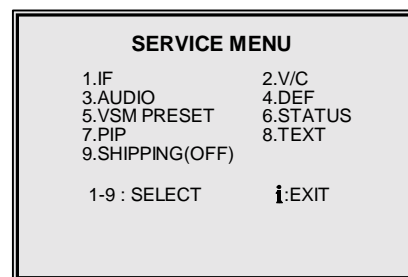 SERVICE MENU
1.IF 2.V/C
3.AUDIO 4.DEF
5.VSM PRESET 6.STATUS
7.PIP 8.TEXT
9.SHIPPING(OFF)
1-9 : SELECT i:EXIT